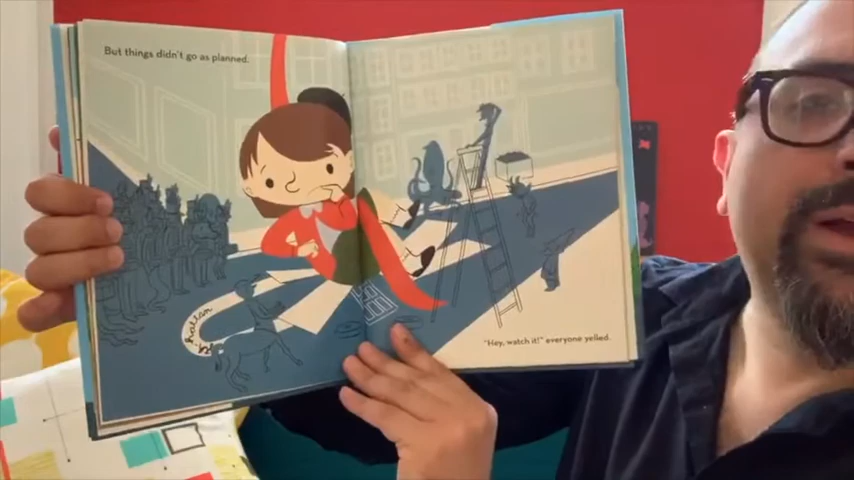 But things didn't go as planned.
"Hey, watch it!" everyone yelled.